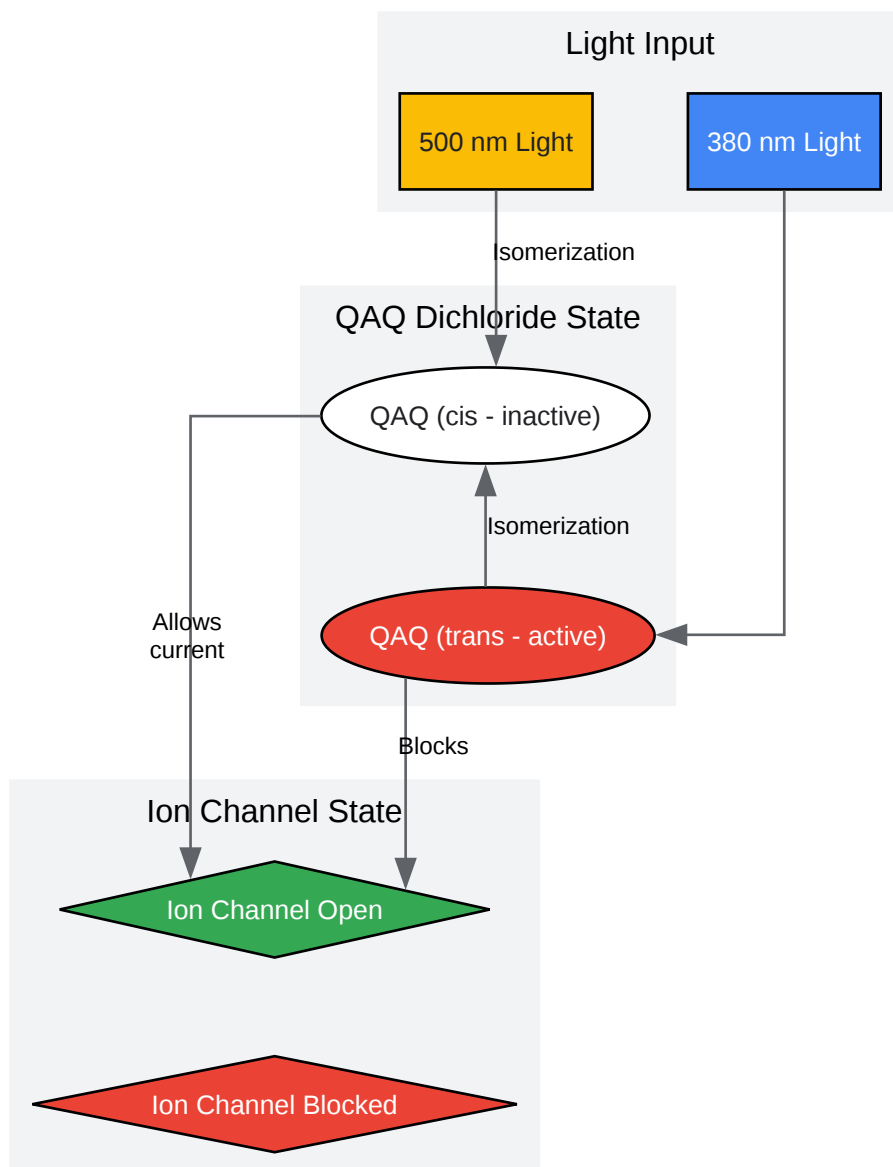 Light Input
500 nm Light
380 nm Light
Isomerization
QAQ Dichloride State
QAQ (cis - inactive)
Isomerization
QAQ (trans - active)
Allows
current
Blocks
Ion Channel State
Ion Channel Open
Ion Channel Blocked